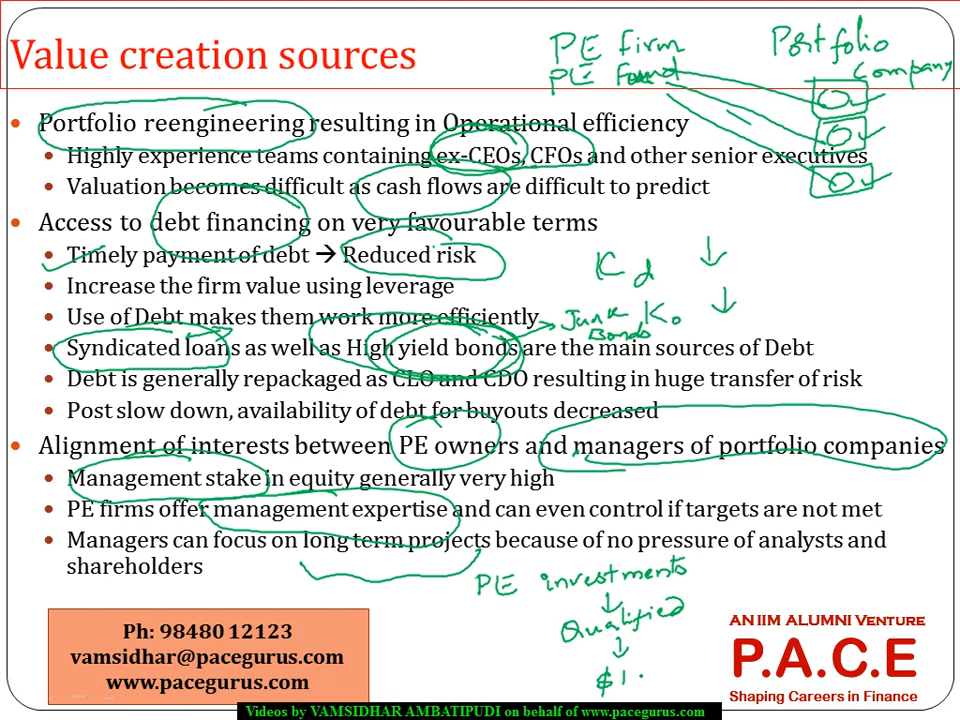 Value creation sources
PE Firm
PE Fund
Portfolio
Company
• Portfolio reengineering resulting in Operational efficiency
• Highly experience teams containing ex-CEOs, CFOs and other senior executives
• Valuation becomes difficult as cash flows are difficult to predict
• Access to debt financing on very favourable terms
• Timely payment of debt → Reduced risk
Kd ↓
• Increase the firm value using leverage
• Use of Debt makes them work more efficiently
Junk
Bonds
Ko ↓
• Syndicated loans as well as High yield bonds are the main sources of Debt
• Debt is generally repackaged as CLO and CDO resulting in huge transfer of risk
• Post slow down, availability of debt for buyouts decreased
• Alignment of interests between PE owners and managers of portfolio companies
• Management stake in equity generally very high
• PE firms offer management expertise and can even control if targets are not met
• Managers can focus on long term projects because of no pressure of analysts and
shareholders
PE investments
↓
Qualified
↓
$1
Ph: 98480 12123
vamsidhar@pacegurus.com
www.pacegurus.com
AN IIM ALUMNI VENTURE
P.A.C.E
Shaping Careers in Finance
Videos by VAMSIDHAR AMBATIPUDI on behalf of www.pacegurus.com